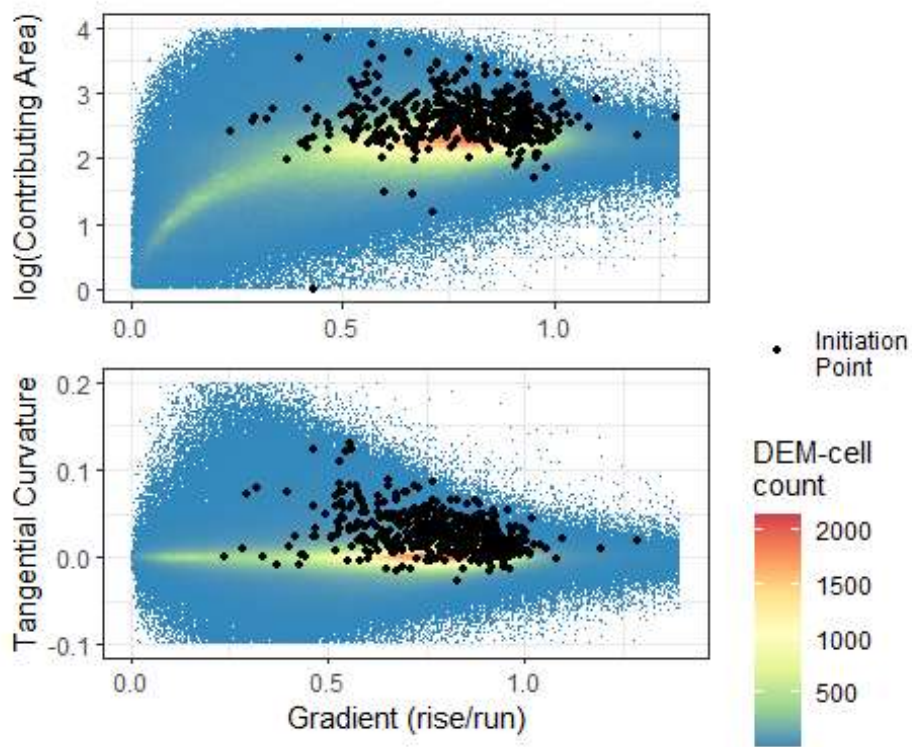 log(Contributing Area)
4
3
2
1
0
0.0
0.5
1.0
Tangential Curvature
0.2
0.1
0.0
-0.1
0.0
0.5
1.0
Gradient (rise/run)
Initiation
Point
DEM-cell
count
2000
1500
1000
500